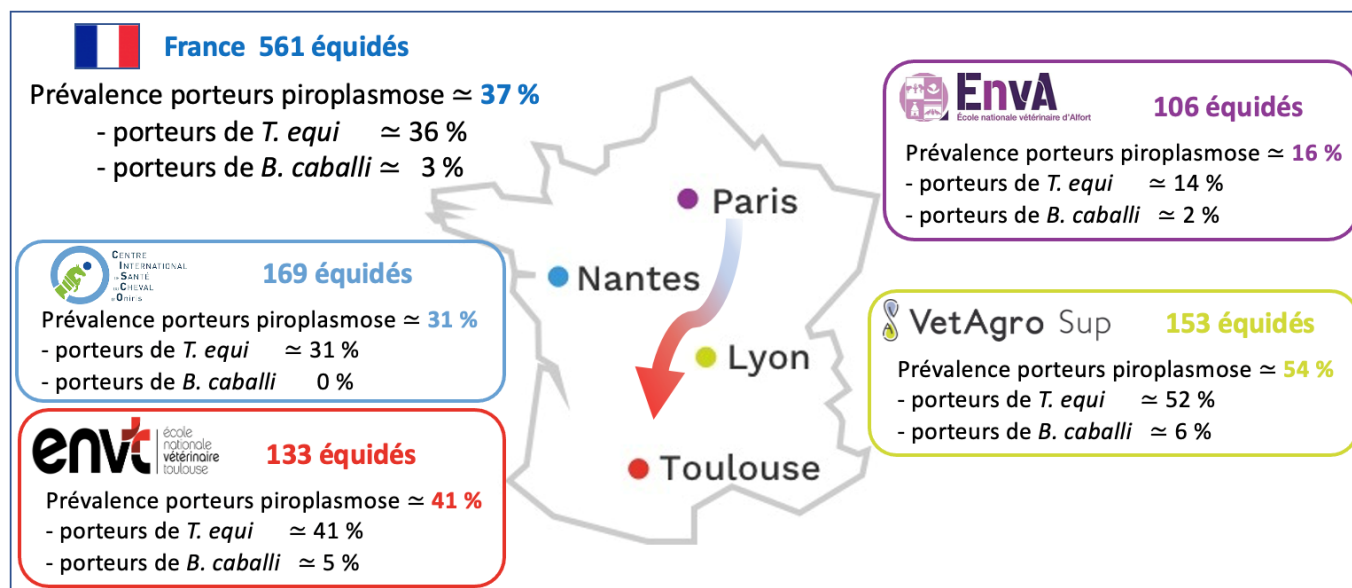 France 561 équidés
Prévalence porteurs piroplasmose ≃ 37 %
- porteurs de T. equi ≃ 36 %
- porteurs de B. caballi ≃ 3 %
EnvA
École nationale vétérinaire d'Alfort
106 équidés
Prévalence porteurs piroplasmose ≃ 16 %
- porteurs de T. equi ≃ 14 %
- porteurs de B. caballi ≃ 2 %
Paris
Nantes
Lyon
Toulouse
CENTRE
INTERNATIONAL
DE SANTÉ
DU CHEVAL
D'ONIRIS
169 équidés
Prévalence porteurs piroplasmose ≃ 31 %
- porteurs de T. equi ≃ 31 %
- porteurs de B. caballi 0 %
VetAgro Sup
153 équidés
Prévalence porteurs piroplasmose ≃ 54 %
- porteurs de T. equi ≃ 52 %
- porteurs de B. caballi ≃ 6 %
envt
école
nationale
vétérinaire
toulouse
133 équidés
Prévalence porteurs piroplasmose ≃ 41 %
- porteurs de T. equi ≃ 41 %
- porteurs de B. caballi ≃ 5 %